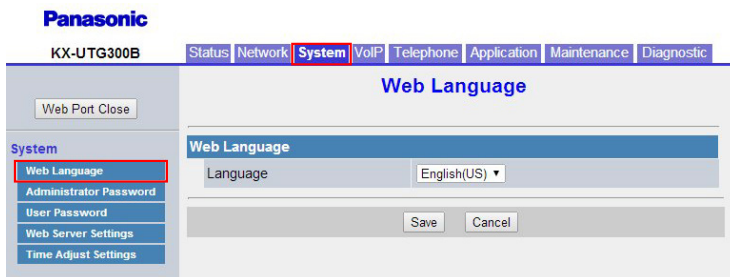 Panasonic
KX-UTG300B
Status Network System VoIP Telephone Application Maintenance Diagnostic
Web Language
Web Port Close
System
Web Language
Administrator Password
User Password
Web Server Settings
Time Adjust Settings
Web Language
Language English(US)
Save Cancel